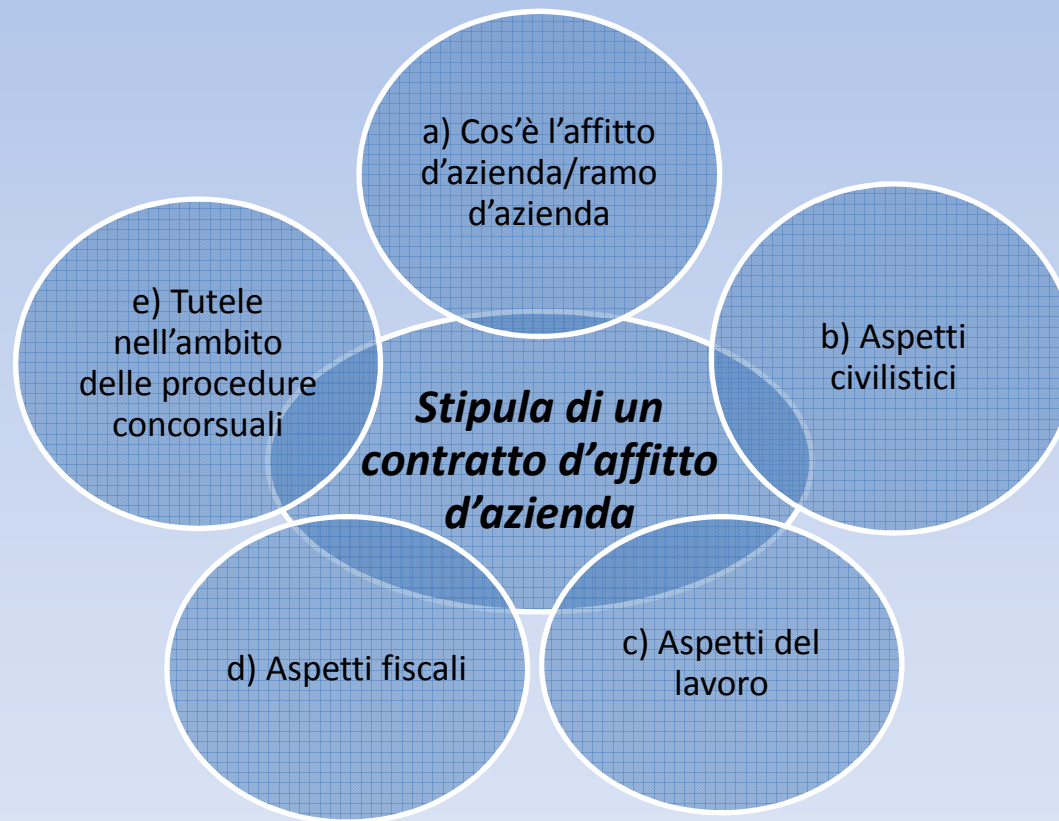 a) Cos’è l’affitto
d’azienda/ramo
d’azienda
b) Aspetti
civilistici
c) Aspetti del
lavoro
d) Aspetti fiscali
e) Tutele
nell’ambito
delle procedure
concorsuali
Stipula di un
contratto d’affitto
d’azienda